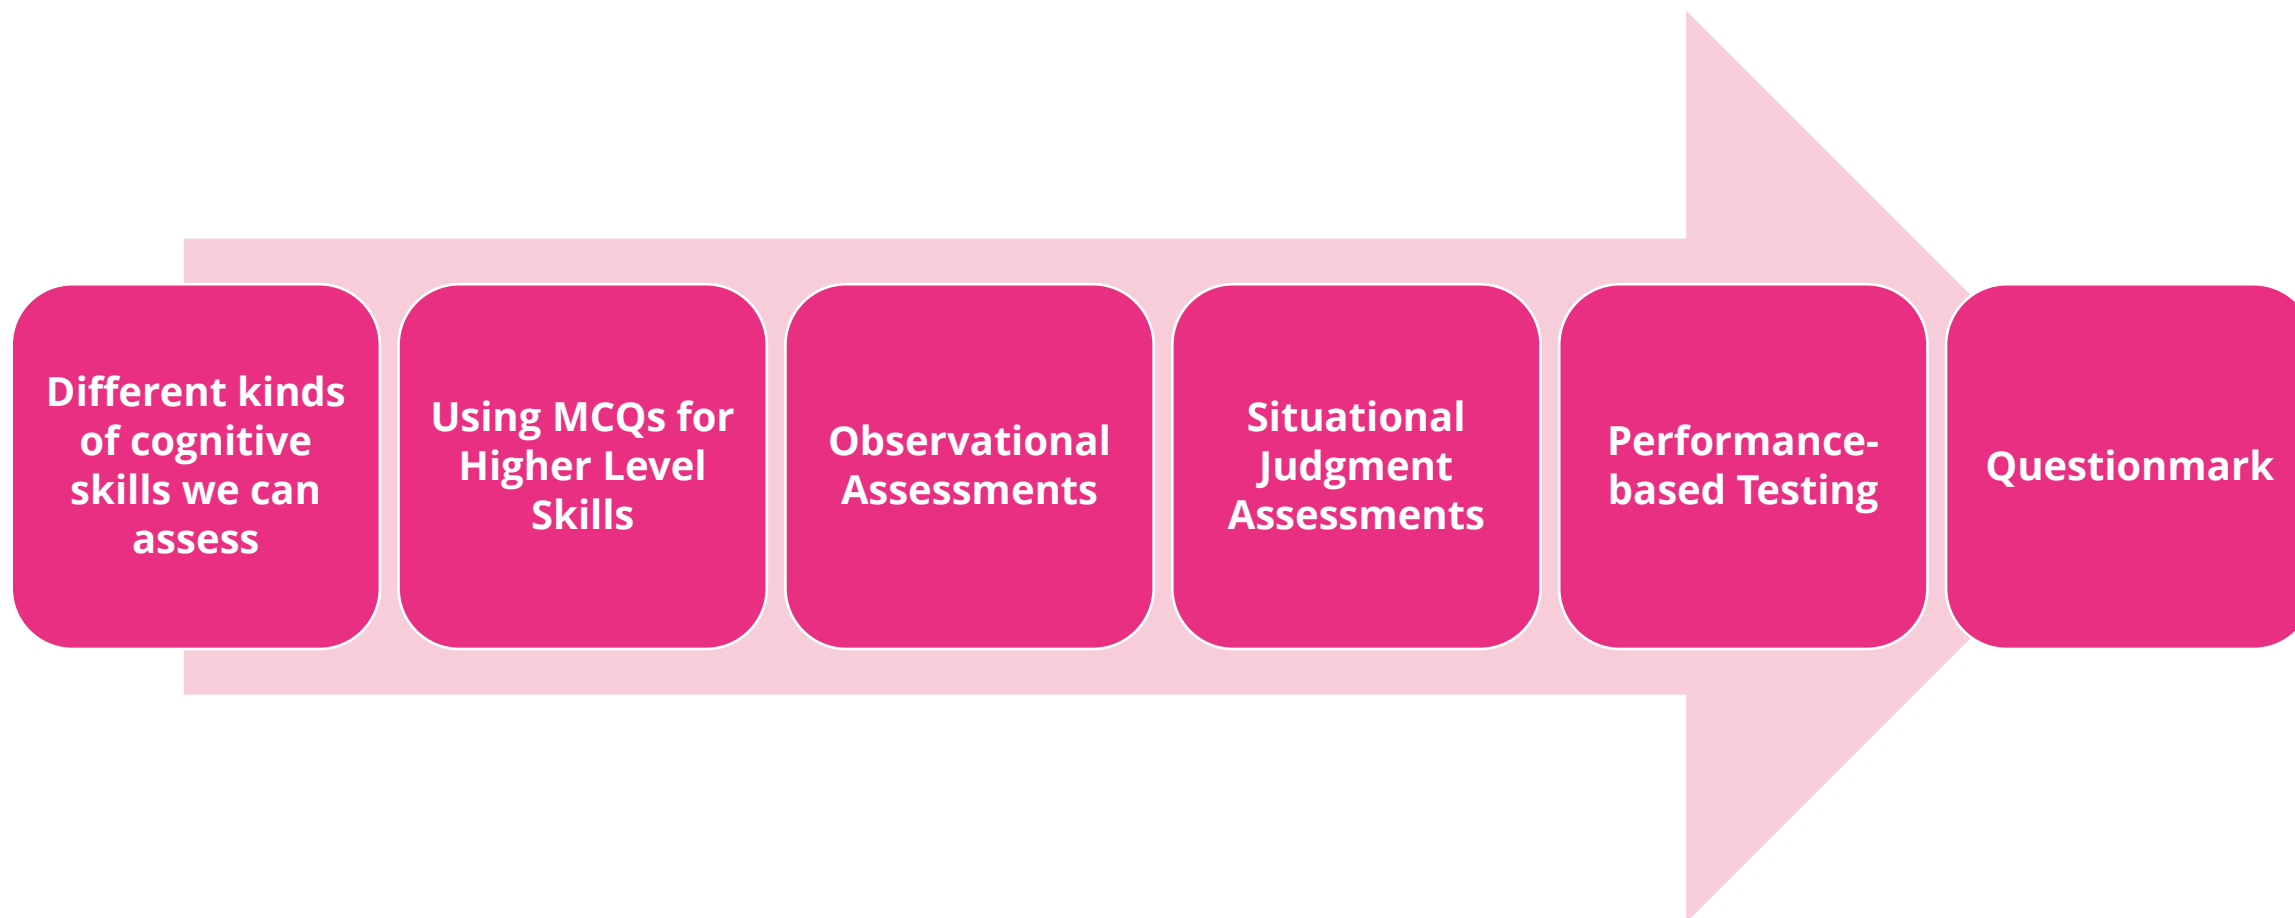 Different kinds
of cognitive
skills we can
assess
Using MCQs for
Higher Level
Skills
Observational
Assessments
Situational
Judgment
Assessments
Performance-
based Testing
Questionmark